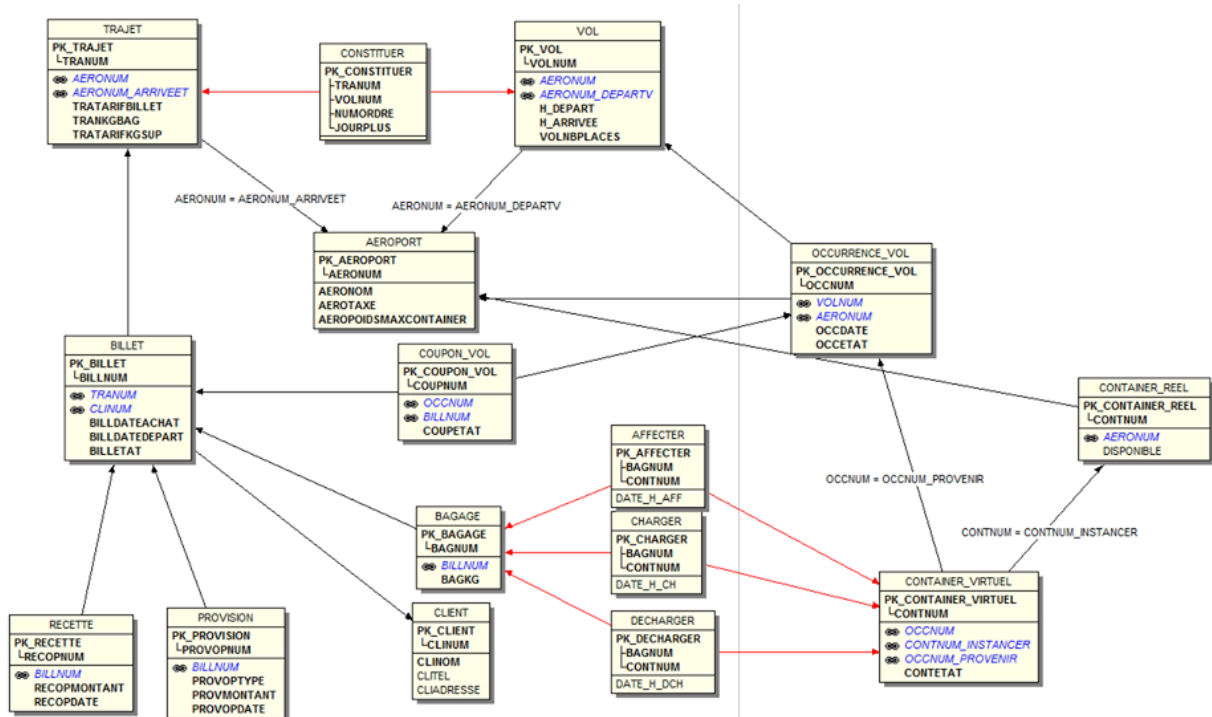 TRAJET
PK_TRAJET
TRANUM
AERONUM
AERONUM_ARRIVEET
TRATARIFBILLET
TRANKGBAG
TRATARIFKGSUP
CONSTITUER
PK_CONSTITUER
TRANUM
VOLNUM
NUMORDRE
JOURPLUS
VOL
PK_VOL
VOLNUM
AERONUM
AERONUM_DEPARTV
H_DEPART
H_ARRIVEE
VOLNBPLACES
AERONUM = AERONUM_ARRIVEET
AERONUM = AERONUM_DEPARTV
AEROPORT
PK_AEROPORT
AERONUM
AERONOM
AEROTAXE
AEROPOIDSMAXCONTAINER
OCCURRENCE_VOL
PK_OCCURRENCE_VOL
OCCNUM
VOLNUM
AERONUM
OCCDATE
OCCETAT
BILLET
PK_BILLET
BILLNUM
TRANUM
CLINUM
BILLDATEACHAT
BILLDATEDEPART
BILLETAT
COUPON_VOL
PK_COUPON_VOL
COUPNUM
OCCNUM
BILLNUM
COUPETAT
CONTAINER_REEL
PK_CONTAINER_REEL
CONTNUM
AERONUM
DISPONIBLE
AFFECTER
PK_AFFECTER
BAGNUM
CONTNUM
DATE_H_AFF
OCCNUM = OCCNUM_PROVENIR
CONTNUM = CONTNUM_INSTANCER
BAGAGE
PK_BAGAGE
BAGNUM
BILLNUM
BAGKG
CHARGER
PK_CHARGER
BAGNUM
CONTNUM
DATE_H_CH
CONTAINER_VIRTUEL
PK_CONTAINER_VIRTUEL
CONTNUM
OCCNUM
CONTNUM_INSTANCER
OCCNUM_PROVENIR
CONTETAT
RECETTE
PK_RECETTE
RECOPNUM
BILLNUM
RECOPMONTANT
RECOPDATE
PROVISION
PK_PROVISION
PROVOPNUM
BILLNUM
PROVOPTYPE
PROVMONTANT
PROVOPDATE
CLIENT
PK_CLIENT
CLINUM
CLINOM
CLITEL
CLIADRESSE
DECHARGER
PK_DECHARGER
BAGNUM
CONTNUM
DATE_H_DCH